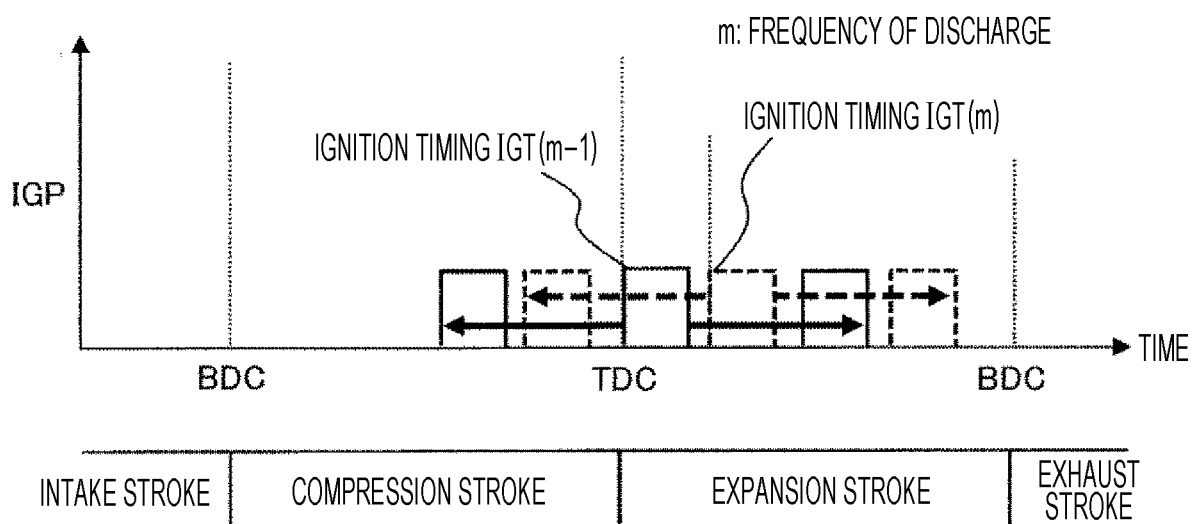 m: FREQUENCY OF DISCHARGE
IGNITION TIMING IGT(m)
IGNITION TIMING IGT(m-1)
IGP
TIME
BDC TDC BDC
INTAKE STROKE COMPRESSION STROKE EXPANSION STROKE EXHAUST
STROKE